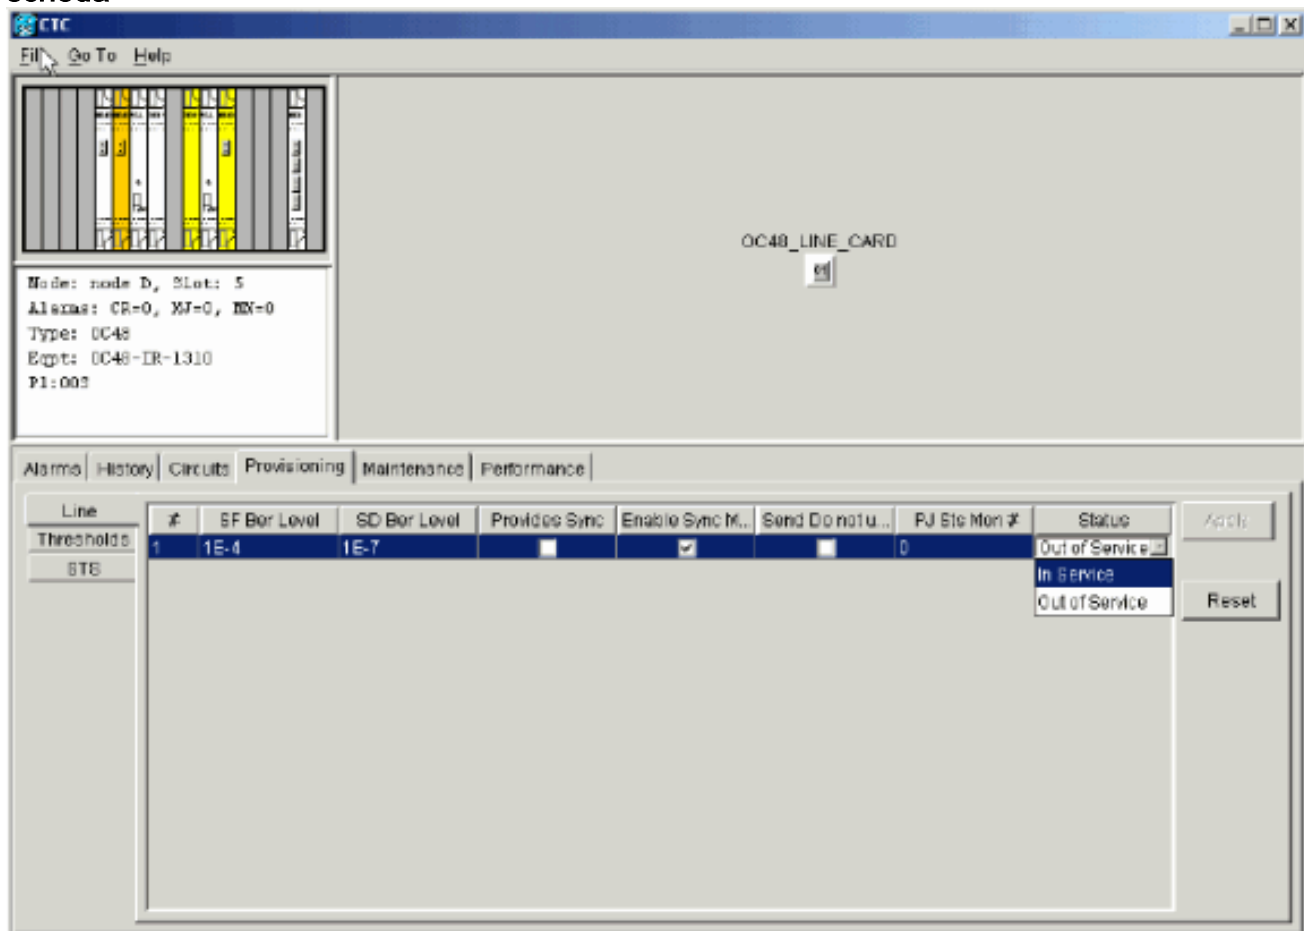 CTC
File Go To Help
OC48_LINE_CARD
Node: node D, Slot: 5
Alarms: CR=0, MJ=0, MN=0
Type: OC48
Eqpt: OC48-IR-1310
Alarms History Circuits Provisioning Maintenance Performance
Line
Thresholds
STS
# SF Ber Level SD Ber Level Provides Sync Enable Sync M... Send Do not u... PJ Sts Mon # Status
1 1E-4 1E-7 0 Out of Service
In Service
Out of Service
Apply
Reset